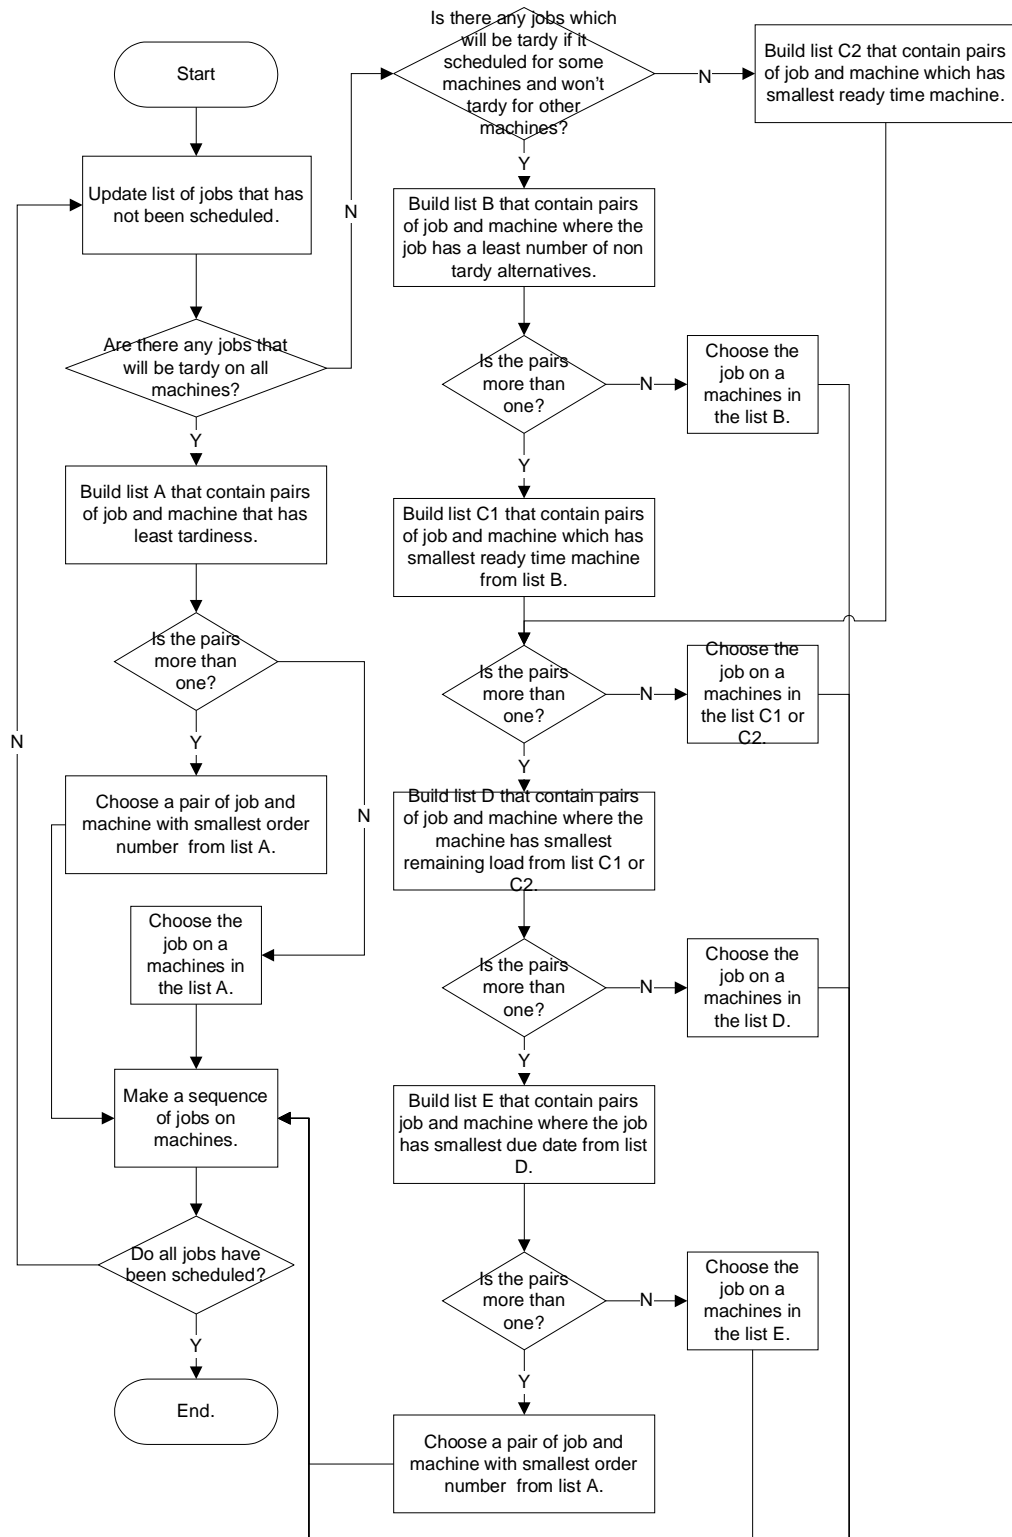 Start
Update list of jobs that has
not been scheduled.
Are there any jobs that
will be tardy on all
machines?
N
Y
Build list A that contain pairs
of job and machine that has
least tardiness.
Is the pairs
more than
one?
Y
N
Choose a pair of job and
machine with smallest order
number  from list A.
Choose the
job on a
machines in
the list A.
Make a sequence
of jobs on
machines.
Do all jobs have
been scheduled?
N
Y
End.
Is there any jobs which
will be tardy if it
scheduled for some
machines and won't
tardy for other
machines?
N
Build list C2 that contain pairs
of job and machine which has
smallest ready time machine.
Y
Build list B that contain pairs
of job and machine where the
job has a least number of non
tardy alternatives.
Is the pairs
more than
one?
N
Choose the
job on a
machines in
the list B.
Y
Build list C1 that contain pairs
of job and machine which has
smallest ready time machine
from list B.
Is the pairs
more than
one?
N
Choose the
job on a
machines in
the list C1 or
C2.
Y
Build list D that contain pairs
of job and machine where the
machine has smallest
remaining load from list C1 or
C2.
Is the pairs
more than
one?
N
Choose the
job on a
machines in
the list D.
Y
Build list E that contain pairs
job and machine where the job
has smallest due date from list
D.
Is the pairs
more than
one?
N
Choose the
job on a
machines in
the list E.
Y
Choose a pair of job and
machine with smallest order
number  from list A.